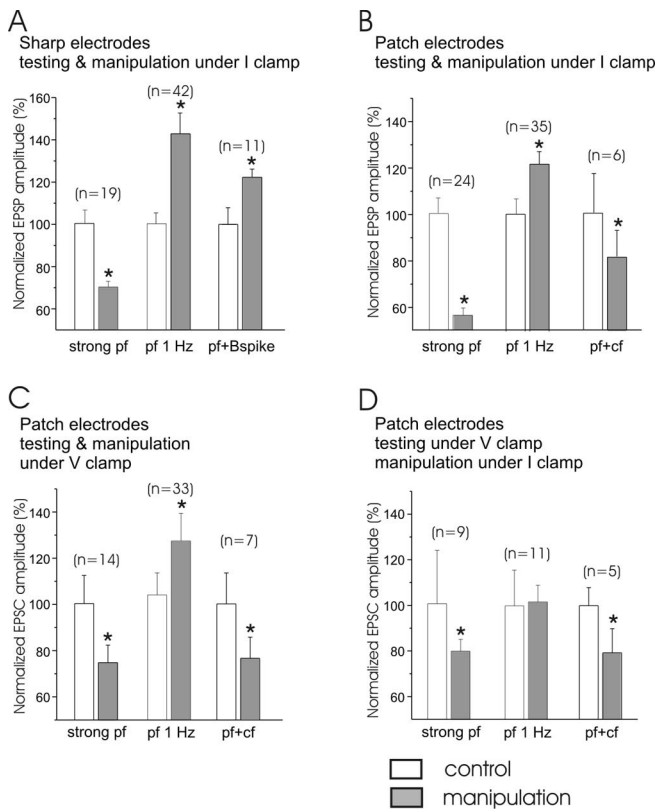 A
Sharp electrodes
testing & manipulation under I clamp
Normalized EPSP amplitude (%)
160
140
120
100
80
60
(n=19)
*
(n=42)
*
(n=11)
*
strong pf
pf 1 Hz
pf+Bspike
B
Patch electrodes
testing & manipulation under I clamp
Normalized EPSP amplitude (%)
140
120
100
80
60
(n=24)
*
(n=35)
*
(n=6)
*
strong pf
pf 1 Hz
pf+cf
C
Patch electrodes
testing & manipulation
under V clamp
Normalized EPSC amplitude (%)
140
120
100
80
60
(n=14)
*
(n=33)
*
(n=7)
*
strong pf
pf 1 Hz
pf+cf
D
Patch electrodes
testing under V clamp
manipulation under I clamp
Normalized EPSC amplitude (%)
140
120
100
80
60
(n=9)
*
(n=11)
(n=5)
*
strong pf
pf 1 Hz
pf+cf
control
manipulation